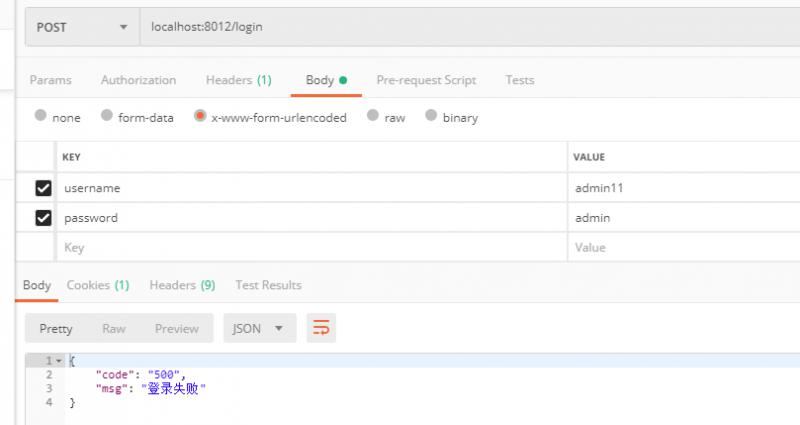 POST localhost:8012/login
Params Authorization Headers (1) Body Pre-request Script Tests
none form-data x-www-form-urlencoded raw binary
KEY VALUE
username admin11
password admin
Key Value
Body Cookies (1) Headers (9) Test Results
Pretty Raw Preview JSON
1 {
2 "code": "500",
3 "msg": "登录失败"
4 }